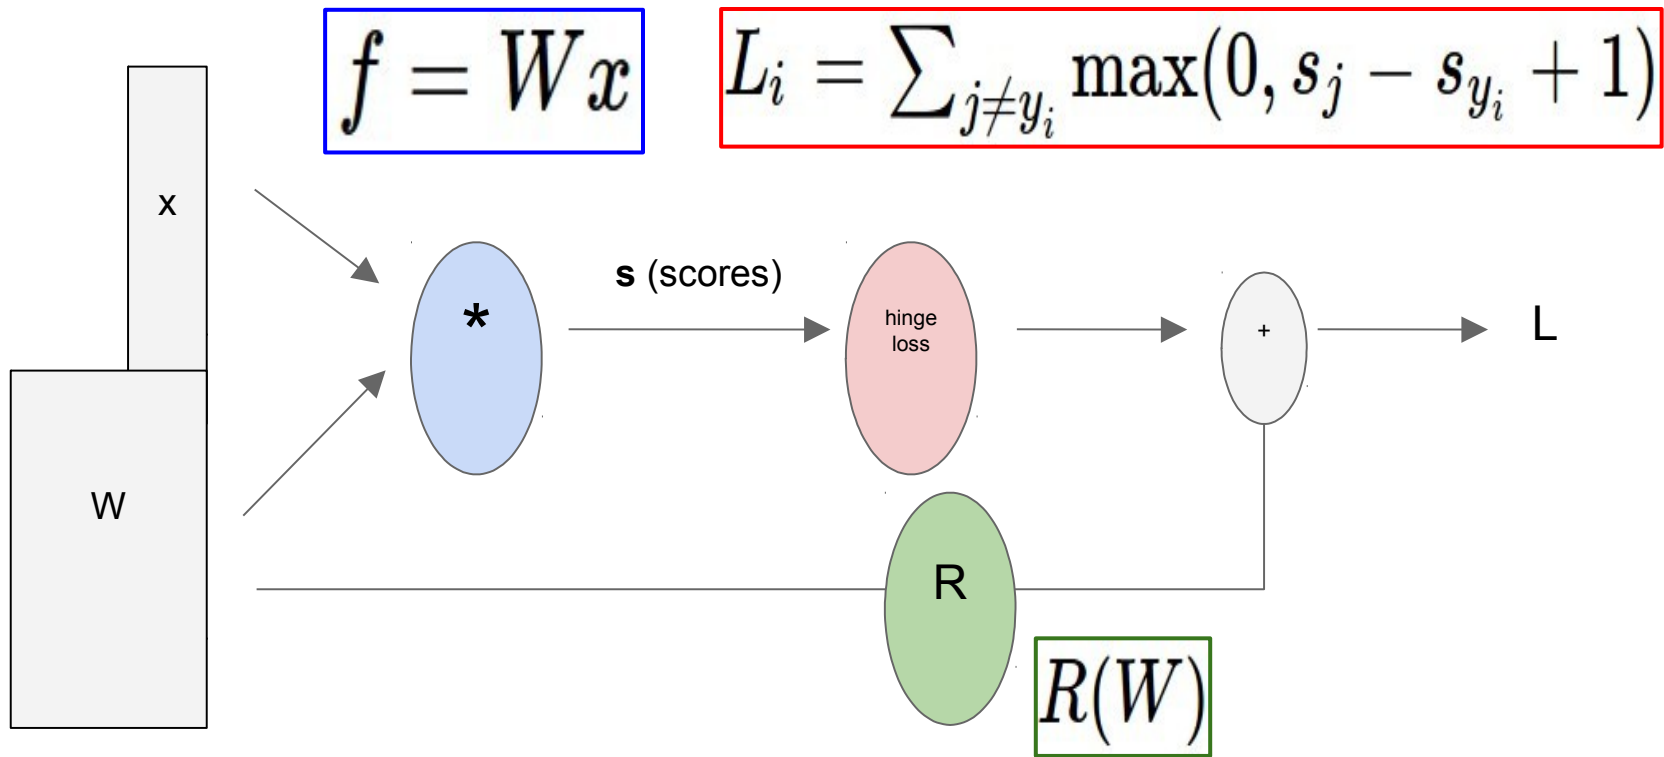 f = Wx
L_i = ∑_{j≠y_i} max(0, s_j − s_{y_i} + 1)
x
*
s (scores)
hinge
loss
+
L
W
R
R(W)